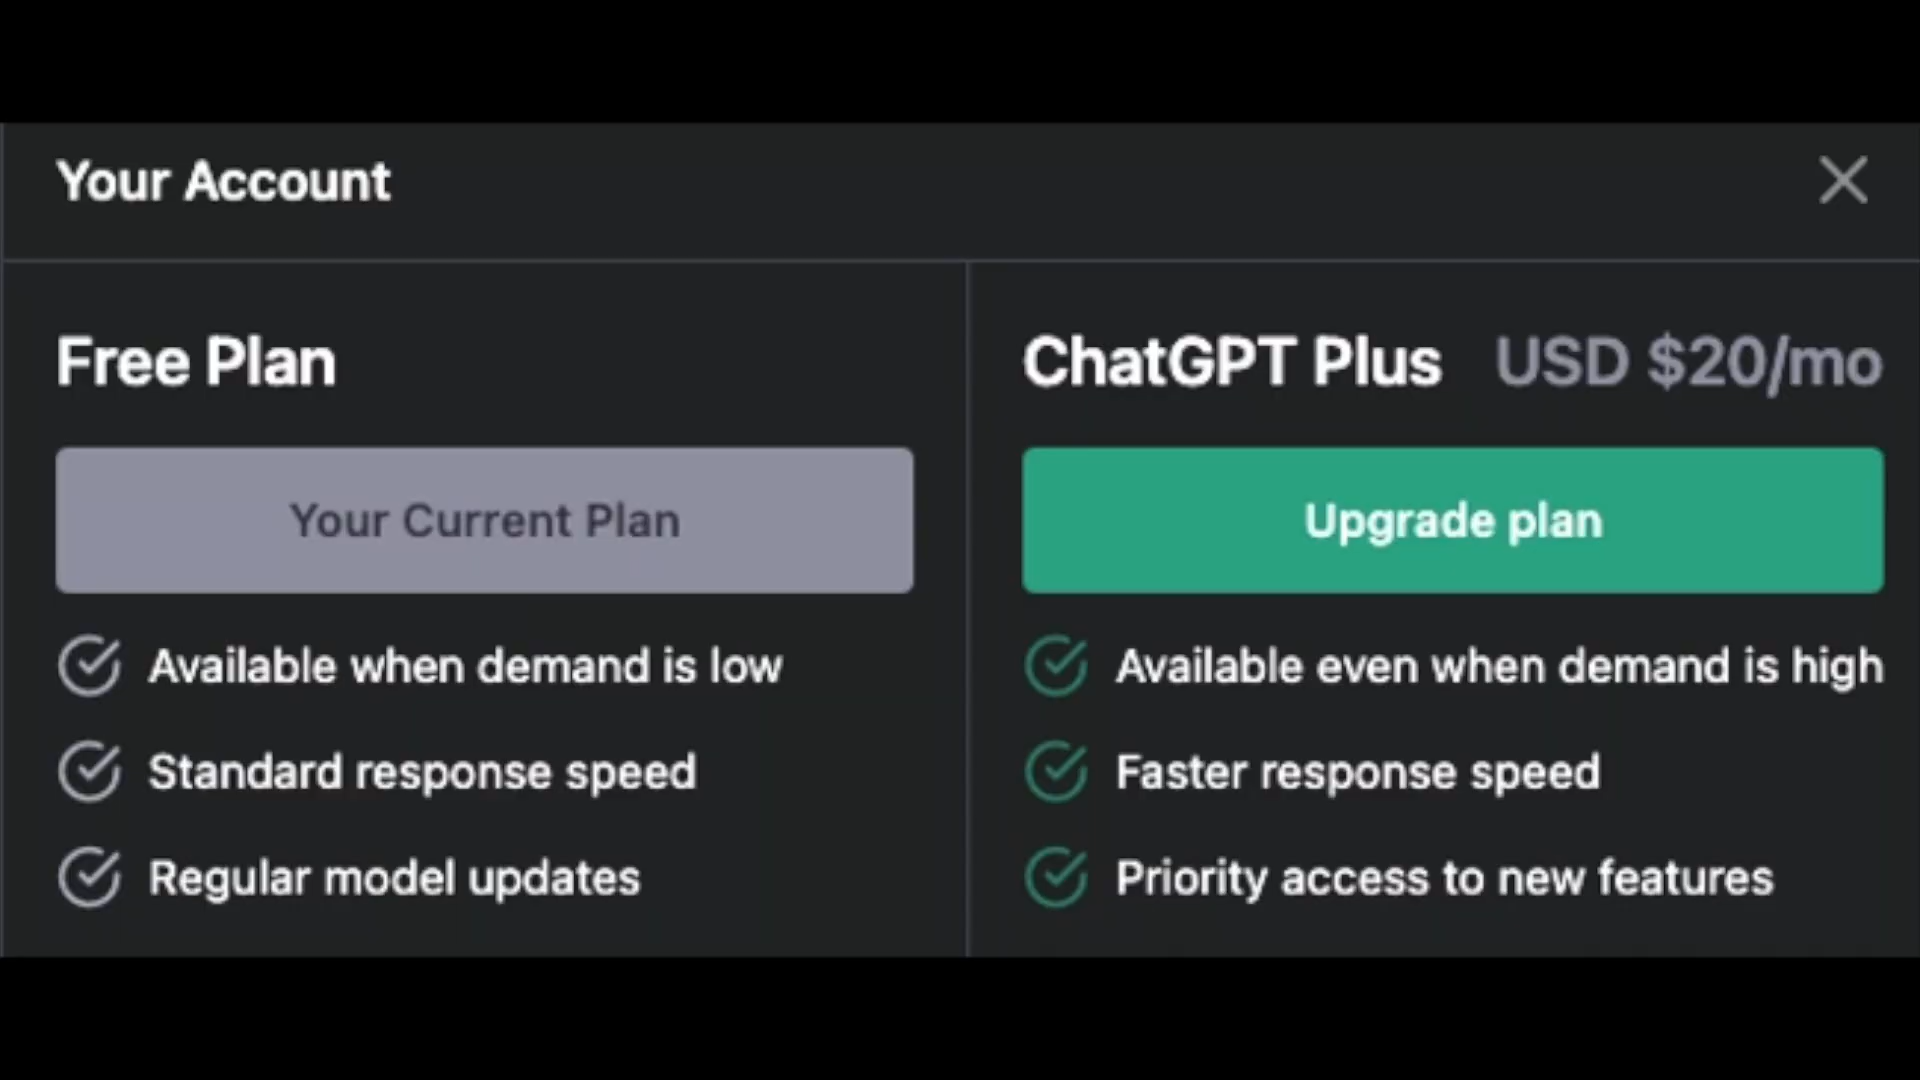 Your Account
Free Plan
Your Current Plan
Available when demand is low
Standard response speed
Regular model updates
ChatGPT Plus USD $20/mo
Upgrade plan
Available even when demand is high
Faster response speed
Priority access to new features